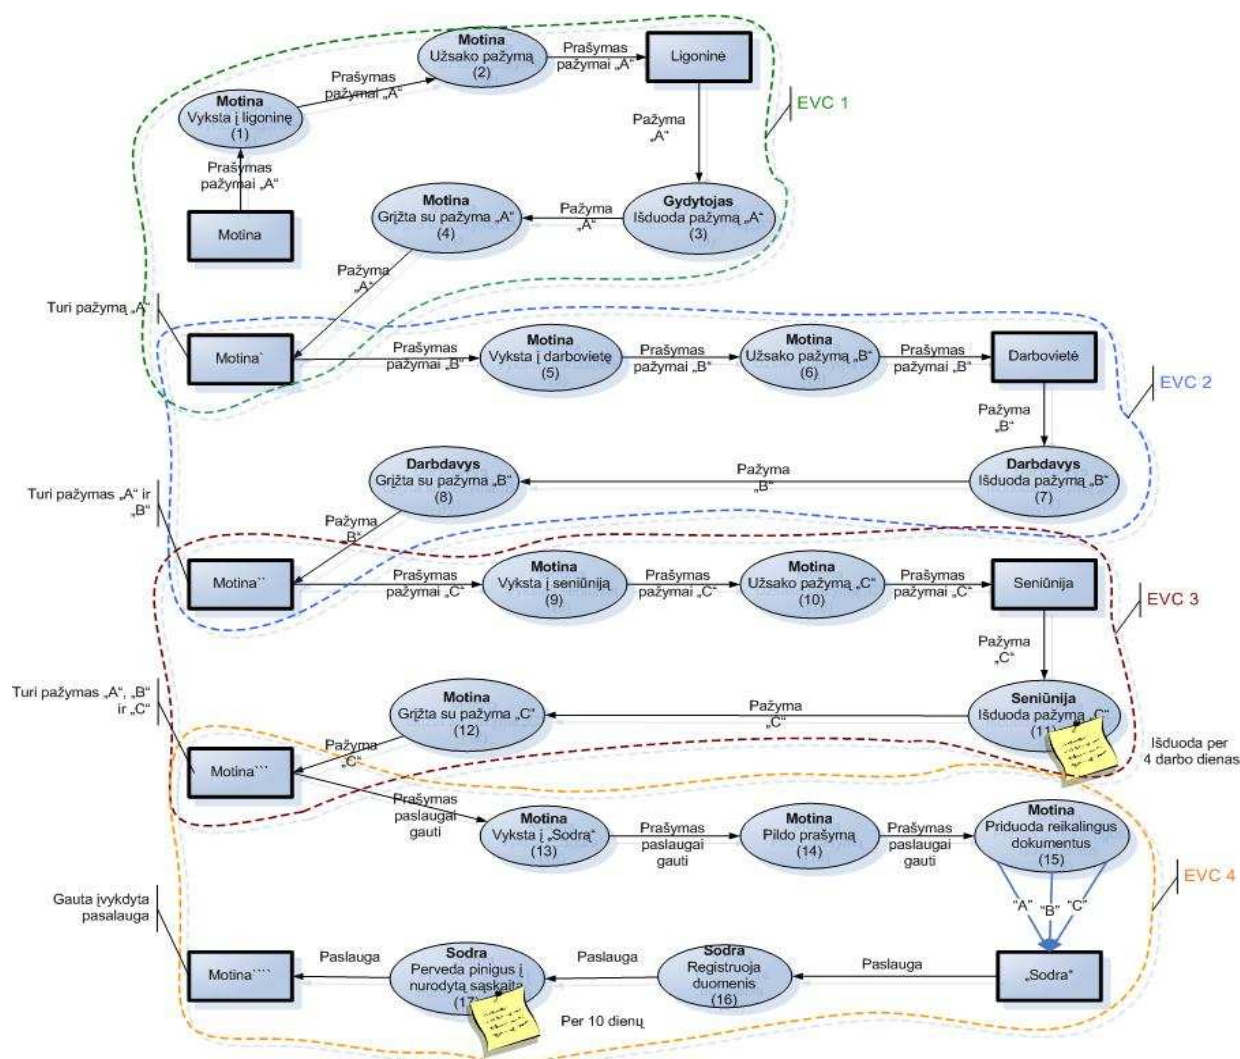 Motina
Užsako pažymą
(2)
Prašymas
pažymai „A“
Ligoninė
EVC 1
Prašymas
pažymai „A“
Motina
Vyksta į ligoninę
(1)
Pažyma
„A“
Prašymas
pažymai „A“
Motina
Motina
Grįžta su pažyma „A“
(4)
Pažyma
„A“
Gydytojas
Išduoda pažymą „A“
(3)
Pažyma
„A“
Turi pažymą „A“
Motina`
Prašymas
pažymai „B“
Motina
Vyksta į darbovietę
(5)
Prašymas
pažymai „B“
Motina
Užsako pažymą „B“
(6)
Prašymas
pažymai „B“
Darbovietė
EVC 2
Pažyma
„B“
Darbdavys
Grįžta su pažyma „B“
(8)
Pažyma
„B“
Darbdavys
Išduoda pažymą „B“
(7)
Turi pažymas „A“ ir
„B“
Pažyma
„B“
Motina``
Prašymas
pažymai „C“
Motina
Vyksta į seniūniją
(9)
Prašymas
pažymai „C“
Motina
Užsako pažymą „C“
(10)
Prašymas
pažymai „C“
Seniūnija
EVC 3
Pažyma
„C“
Turi pažymas „A“, „B“
ir „C“
Motina
Grįžta su pažyma „C“
(12)
Pažyma
„C“
Seniūnija
Išduoda pažymą „C“
(11)
Išduoda per
4 darbo dienas
Pažyma
„C“
Motina```
Prašymas
paslaugai
gauti
Motina
Vyksta į „Sodrą“
(13)
Prašymas
paslaugai
gauti
Motina
Pildo prašymą
(14)
Prašymas
paslaugai
gauti
Motina
Priduoda reikalingus
dokumentus
(15)
EVC 4
“A” “B” “C”
Gauta įvykdyta
pasalauga
Motina````
Paslauga
Sodra
Perveda pinigus į
nurodytą sąskaitą
(17)
Paslauga
Sodra
Registruoja
duomenis
(16)
Paslauga
„Sodra“
Per 10 dienų